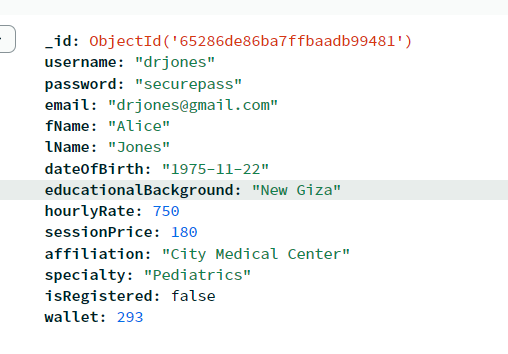 _id: ObjectId('65286de86ba7ffbaadb99481')
username: "drjones"
password: "securepass"
email: "drjones@gmail.com"
fName: "Alice"
lName: "Jones"
dateOfBirth: "1975-11-22"
educationalBackground: "New Giza"
hourlyRate: 750
sessionPrice: 180
affiliation: "City Medical Center"
specialty: "Pediatrics"
isRegistered: false
wallet: 293